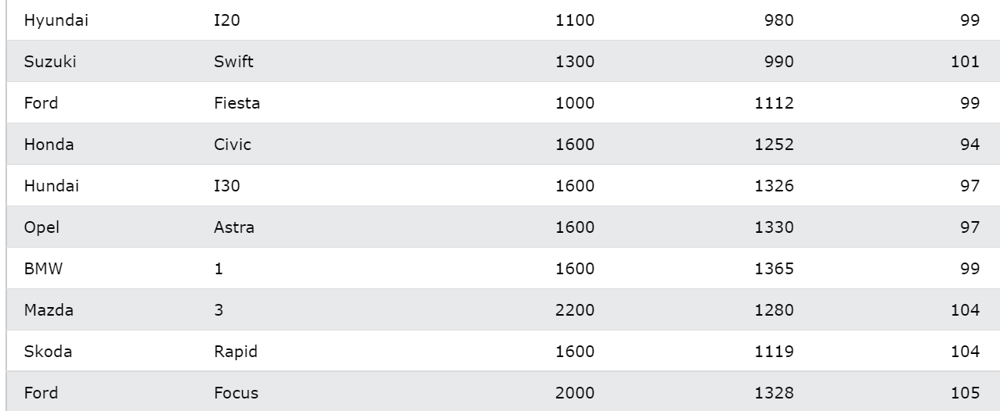 Hyundai I20 1100 980 99
Suzuki Swift 1300 990 101
Ford Fiesta 1000 1112 99
Honda Civic 1600 1252 94
Hundai I30 1600 1326 97
Opel Astra 1600 1330 97
BMW 1 1600 1365 99
Mazda 3 2200 1280 104
Skoda Rapid 1600 1119 104
Ford Focus 2000 1328 105